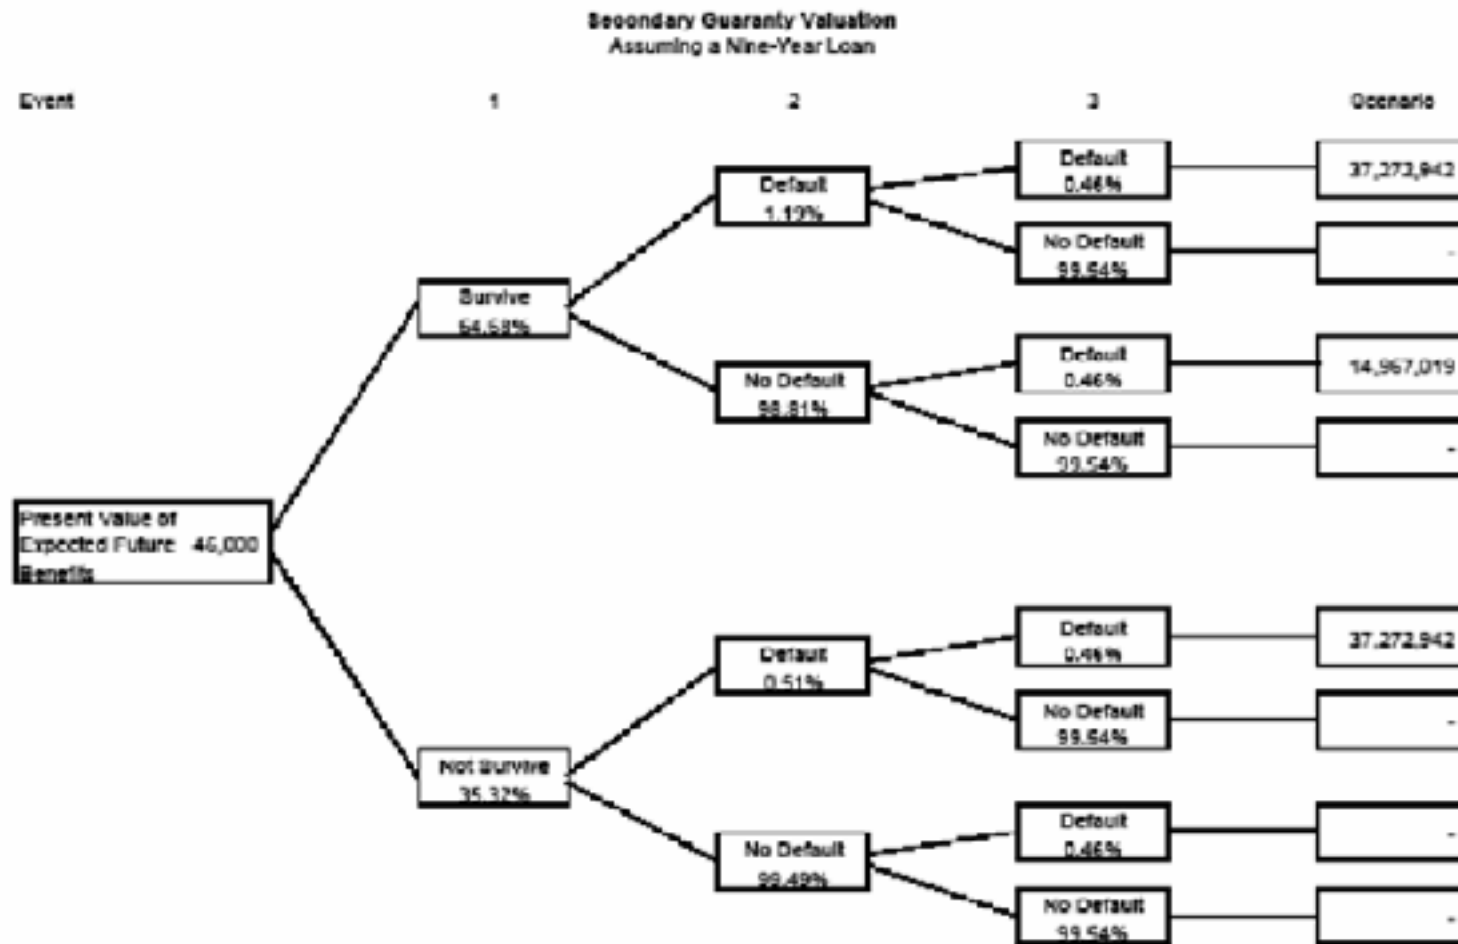 Secondary Guaranty Valuation
Assuming a Nine-Year Loan
Event 1 2 3 Scenario
Default
0.46%
37,272,942
Default
1.19%
No Default
99.54%
-
Survive
64.68%
Default
0.46%
14,967,019
No Default
98.81%
No Default
99.54%
-
Present Value of
Expected Future 46,000
Benefits
Default
0.46%
37,272,942
Default
0.51%
No Default
99.54%
-
Not Survive
35.32%
Default
0.46%
-
No Default
99.49%
No Default
99.54%
-